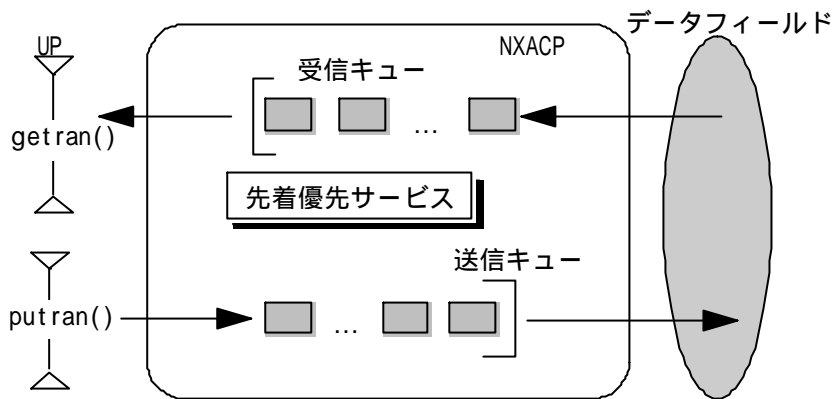 データフィールド
UP
NXACP
受信キュー
…
getran()
先着優先サービス
送信キュー
putran()
…